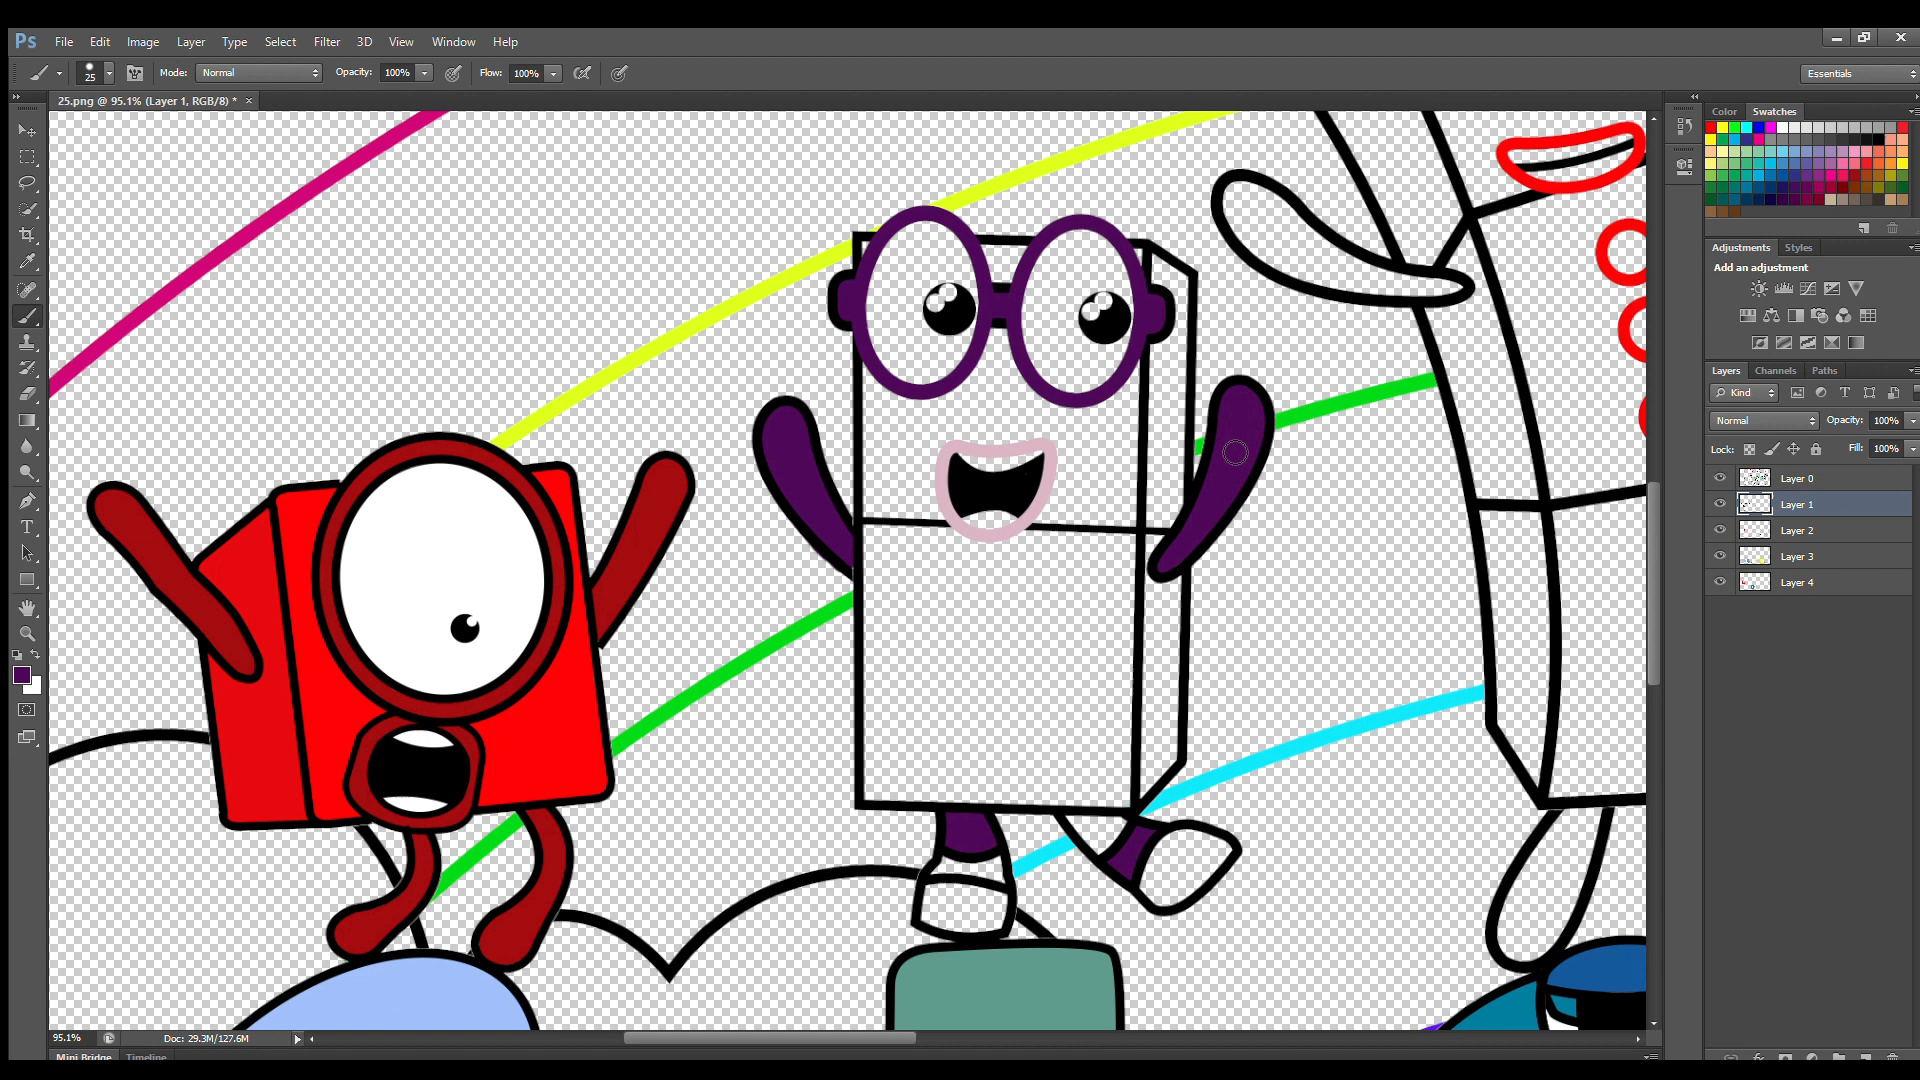 Ps File Edit Image Layer Type Select Filter 3D View Window Help
25 Mode: Normal Opacity: 100% Flow: 100% Essentials
25.png @ 95.1% (Layer 1, RGB/8) * ×
Color Swatches
Adjustments Styles
Add an adjustment
Layers Channels Paths
Kind
Normal Opacity: 100%
Lock: Fill: 100%
Layer 0
Layer 1
Layer 2
Layer 3
Layer 4
95.1% Doc: 29.3M/127.6M
Mini Bridge Timeline